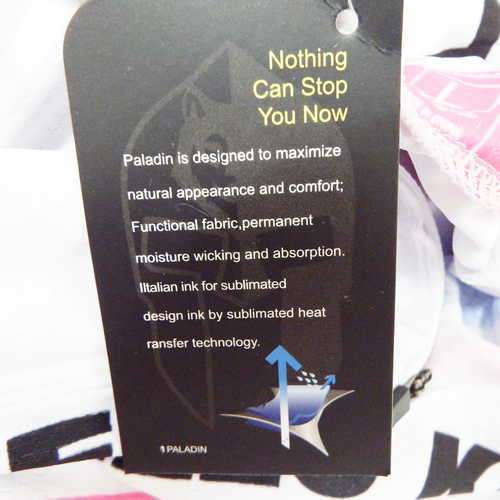 Nothing
Can Stop
You Now
Paladin is designed to maximize
natural appearance and comfort;
Functional fabric,permanent
moisture wicking and absorption.
IItalian ink for sublimated
design ink by sublimated heat
ransfer technology.
PALADIN